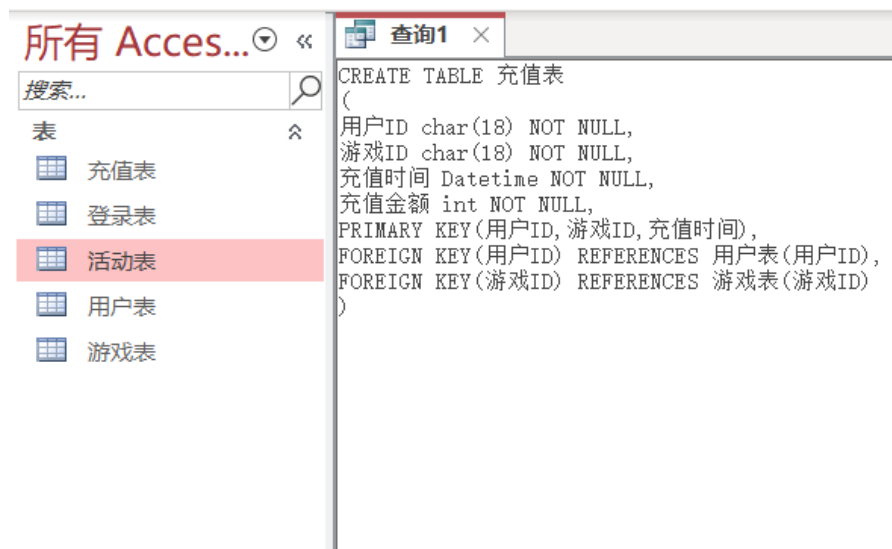 所有 Acces...
搜索...
表
充值表
登录表
活动表
用户表
游戏表
查询1
CREATE TABLE 充值表
(
用户ID char(18) NOT NULL,
游戏ID char(18) NOT NULL,
充值时间 Datetime NOT NULL,
充值金额 int NOT NULL,
PRIMARY KEY(用户ID,游戏ID,充值时间),
FOREIGN KEY(用户ID) REFERENCES 用户表(用户ID),
FOREIGN KEY(游戏ID) REFERENCES 游戏表(游戏ID)
)